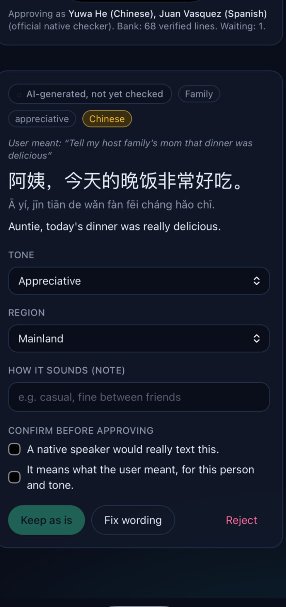 Approving as Yuwa He (Chinese), Juan Vasquez (Spanish)
(official native checker). Bank: 68 verified lines. Waiting: 1.
AI-generated, not yet checked
Family
appreciative
Chinese
User meant: “Tell my host family's mom that dinner was
delicious”
阿姨，今天的晚饭非常好吃。
Ā yí, jīn tiān de wǎn fàn fēi cháng hǎo chī.
Auntie, today's dinner was really delicious.
TONE
Appreciative
REGION
Mainland
HOW IT SOUNDS (NOTE)
e.g. casual, fine between friends
CONFIRM BEFORE APPROVING
A native speaker would really text this.
It means what the user meant, for this person
and tone.
Keep as is
Fix wording
Reject